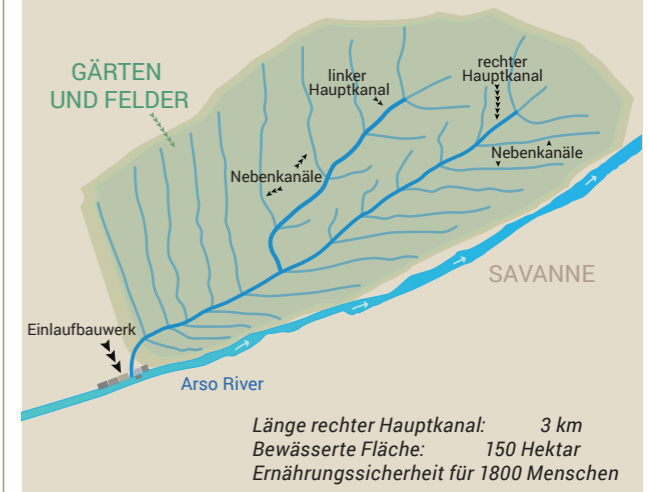 GÄRTEN
UND FELDER
linker
Hauptkanal
rechter
Hauptkanal
Nebenkanäle
Nebenkanäle
SAVANNE
Einlaufbauwerk
Arso River
Länge rechter Hauptkanal: 3 km
Bewässerte Fläche: 150 Hektar
Ernährungssicherheit für 1800 Menschen